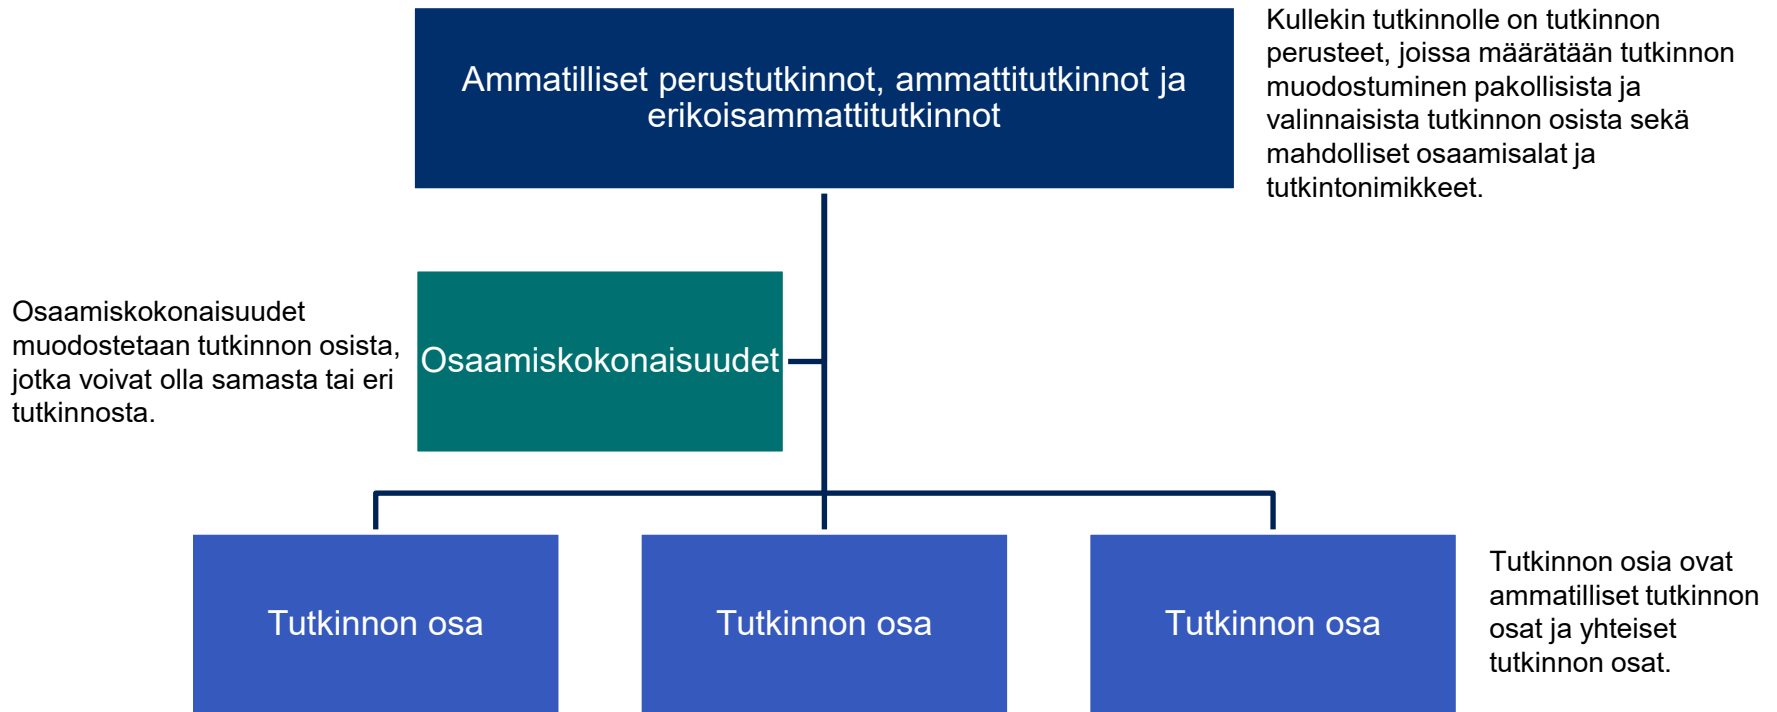 Ammatilliset perustutkinnot, ammattitutkinnot ja
erikoisammattitutkinnot
Kullekin tutkinnolle on tutkinnon
perusteet, joissa määrätään tutkinnon
muodostuminen pakollisista ja
valinnaisista tutkinnon osista sekä
mahdolliset osaamisalat ja
tutkintonimikkeet.
Osaamiskokonaisuudet
muodostetaan tutkinnon osista,
jotka voivat olla samasta tai eri
tutkinnosta.
Osaamiskokonaisuudet
Tutkinnon osa
Tutkinnon osa
Tutkinnon osa
Tutkinnon osia ovat
ammatilliset tutkinnon
osat ja yhteiset
tutkinnon osat.